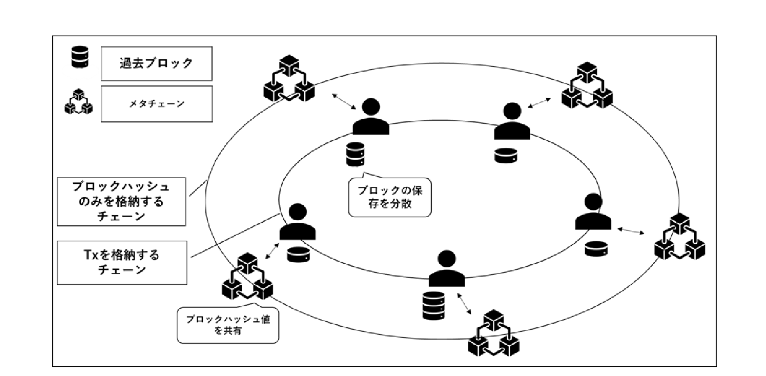 過去ブロック
メタチェーン
ブロックハッシュ
のみを格納する
チェーン
ブロックの保
存を分散
Txを格納する
チェーン
ブロックハッシュ値
を共有